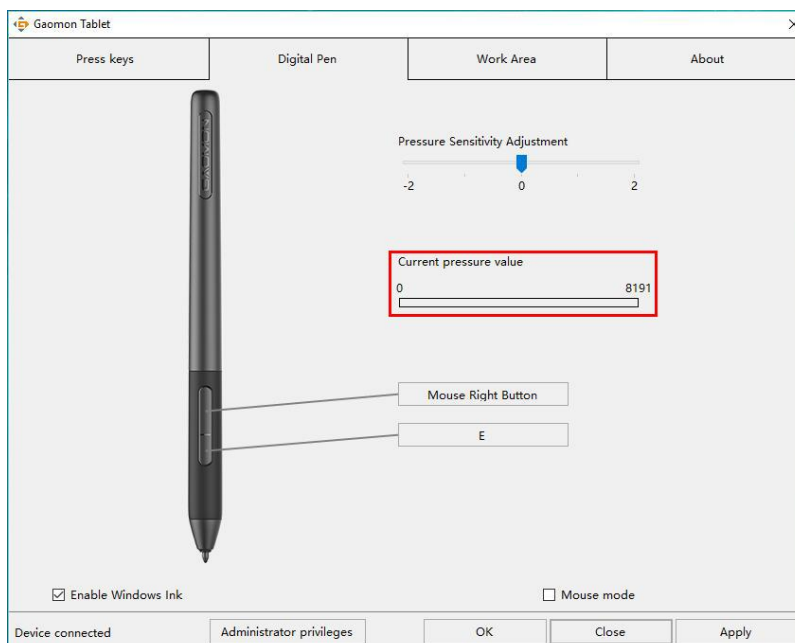 Gaomon Tablet
Press keys Digital Pen Work Area About
GAOMON
Pressure Sensitivity Adjustment
-2 0 2
Current pressure value
0 8191
Mouse Right Button
E
Enable Windows Ink Mouse mode
Device connected Administrator privileges OK Close Apply